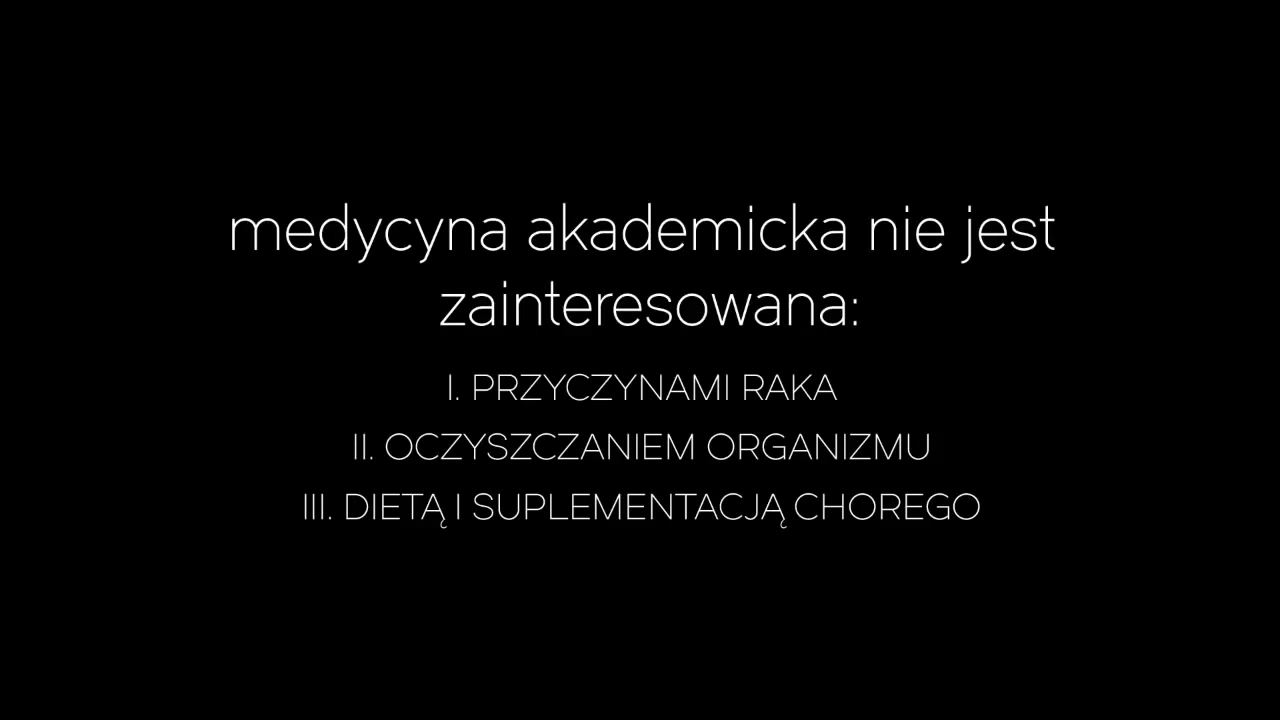 medycyna akademicka nie jest
zainteresowana:
I. PRZYCZYNAMI RAKA
II. OCZYSZCZANIEM ORGANIZMU
III. DIETĄ I SUPLEMENTACJĄ CHOREGO